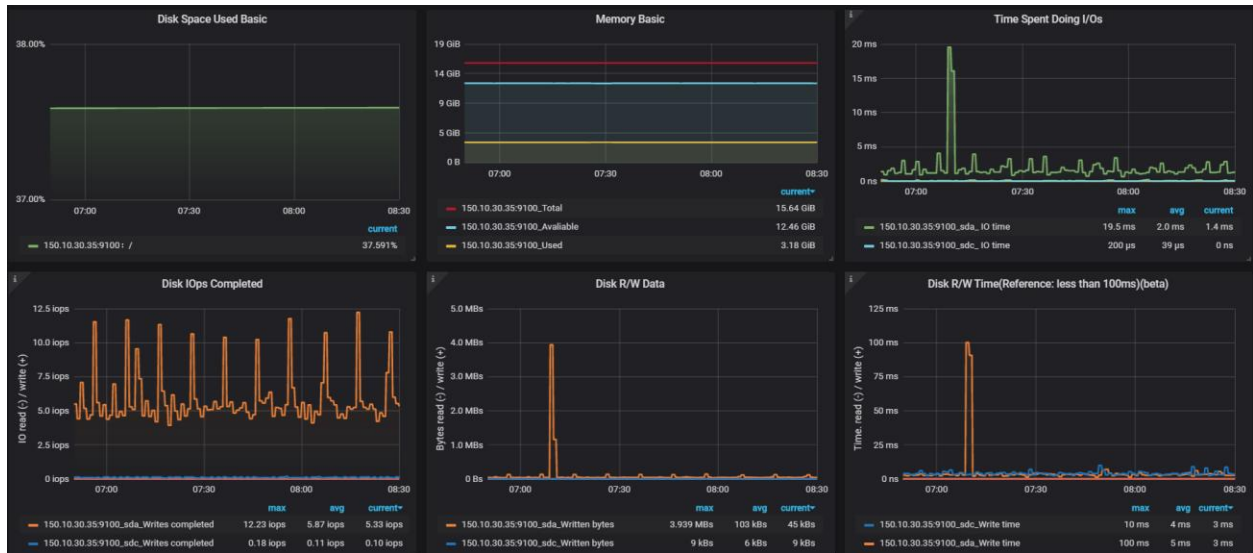 Disk Space Used Basic
38.00%
37.00%
07:00 07:30 08:00 08:30
current
150.10.30.35:9100: / 37.591%
Memory Basic
19 GiB
14 GiB
9 GiB
5 GiB
0 B
07:00 07:30 08:00 08:30
current
150.10.30.35:9100_Total 15.64 GiB
150.10.30.35:9100_Avaliable 12.46 GiB
150.10.30.35:9100_Used 3.18 GiB
i
Time Spent Doing I/Os
20 ms
15 ms
10 ms
5 ms
0 ns
07:00 07:30 08:00 08:30
max avg current
150.10.30.35:9100_sda_ IO time 19.5 ms 2.0 ms 1.4 ms
150.10.30.35:9100_sdc_ IO time 200 µs 39 µs 0 ns
i
Disk IOps Completed
IO read (-) / write (+)
12.5 iops
10.0 iops
7.5 iops
5.0 iops
2.5 iops
0 iops
07:00 07:30 08:00 08:30
max avg current
150.10.30.35:9100_sda_Writes completed 12.23 iops 5.87 iops 5.33 iops
150.10.30.35:9100_sdc_Writes completed 0.18 iops 0.11 iops 0.10 iops
i
Disk R/W Data
Bytes read (-) / write (+)
5.0 MBs
4.0 MBs
3.0 MBs
2.0 MBs
1.0 MBs
0 Bs
07:00 07:30 08:00 08:30
max avg current
150.10.30.35:9100_sda_Written bytes 3.939 MBs 103 kBs 45 kBs
150.10.30.35:9100_sdc_Written bytes 9 kBs 6 kBs 9 kBs
i
Disk R/W Time(Reference: less than 100ms)(beta)
Time. read (-) / write (+)
125 ms
100 ms
75 ms
50 ms
25 ms
0 ns
07:00 07:30 08:00 08:30
max avg current
150.10.30.35:9100_sdc_Write time 10 ms 4 ms 3 ms
150.10.30.35:9100_sda_Write time 100 ms 5 ms 3 ms